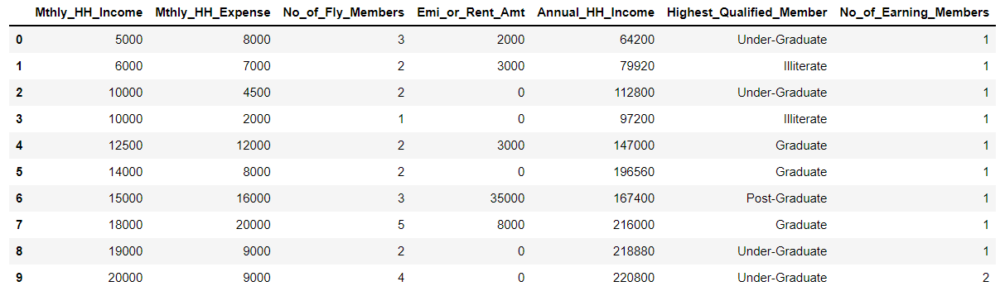 Mthly_HH_Income Mthly_HH_Expense No_of_Fly_Members Emi_or_Rent_Amt Annual_HH_Income Highest_Qualified_Member No_of_Earning_Members
0 5000 8000 3 2000 64200 Under-Graduate 1
1 6000 7000 2 3000 79920 Illiterate 1
2 10000 4500 2 0 112800 Under-Graduate 1
3 10000 2000 1 0 97200 Illiterate 1
4 12500 12000 2 3000 147000 Graduate 1
5 14000 8000 2 0 196560 Graduate 1
6 15000 16000 3 35000 167400 Post-Graduate 1
7 18000 20000 5 8000 216000 Graduate 1
8 19000 9000 2 0 218880 Under-Graduate 1
9 20000 9000 4 0 220800 Under-Graduate 2